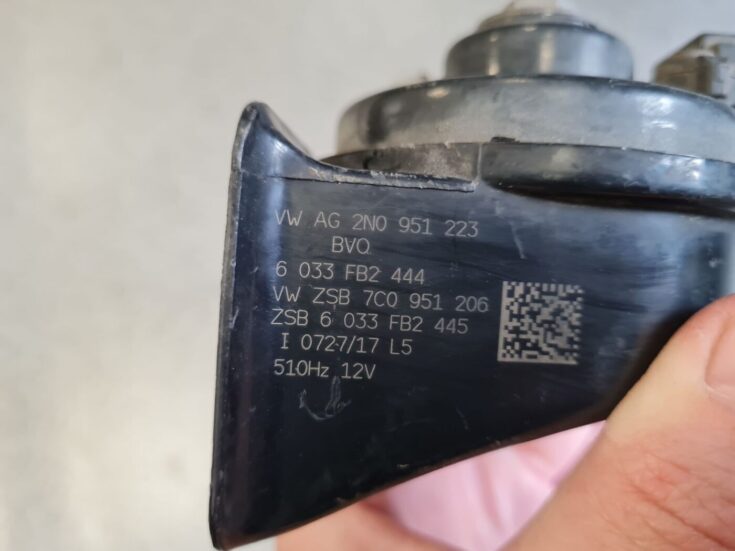 VW AG 2N0 951 223
BVQ
6 033 FB2 444
VW ZSB 7C0 951 206
ZSB 6 033 FB2 445
I 0727/17 L5
510Hz 12V